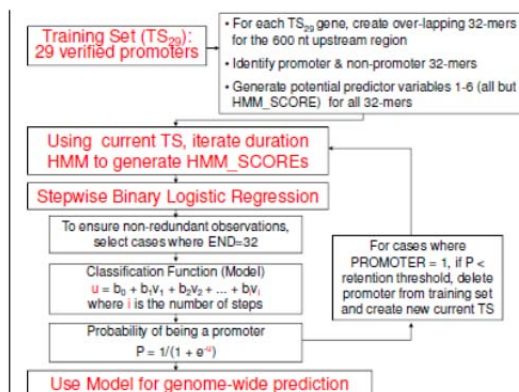 Training Set (TS29):
29 verified promoters
• For each TS29 gene, create over-lapping 32-mers
for the 600 nt upstream region
• Identify promoter & non-promoter 32-mers
• Generate potential predictor variables 1-6 (all but
HMM_SCORE) for all 32-mers
Using current TS, iterate duration
HMM to generate HMM_SCOREs
Stepwise Binary Logistic Regression
To ensure non-redundant observations,
select cases where END=32
Classification Function (Model)
u = b0 + b1v1 + b2v2 + ... + bivi
where i is the number of steps
Probability of being a promoter
P = 1/(1 + e-u)
For cases where
PROMOTER = 1, if P <
retention threshold, delete
promoter from training set
and create new current TS
Use Model for genome-wide prediction